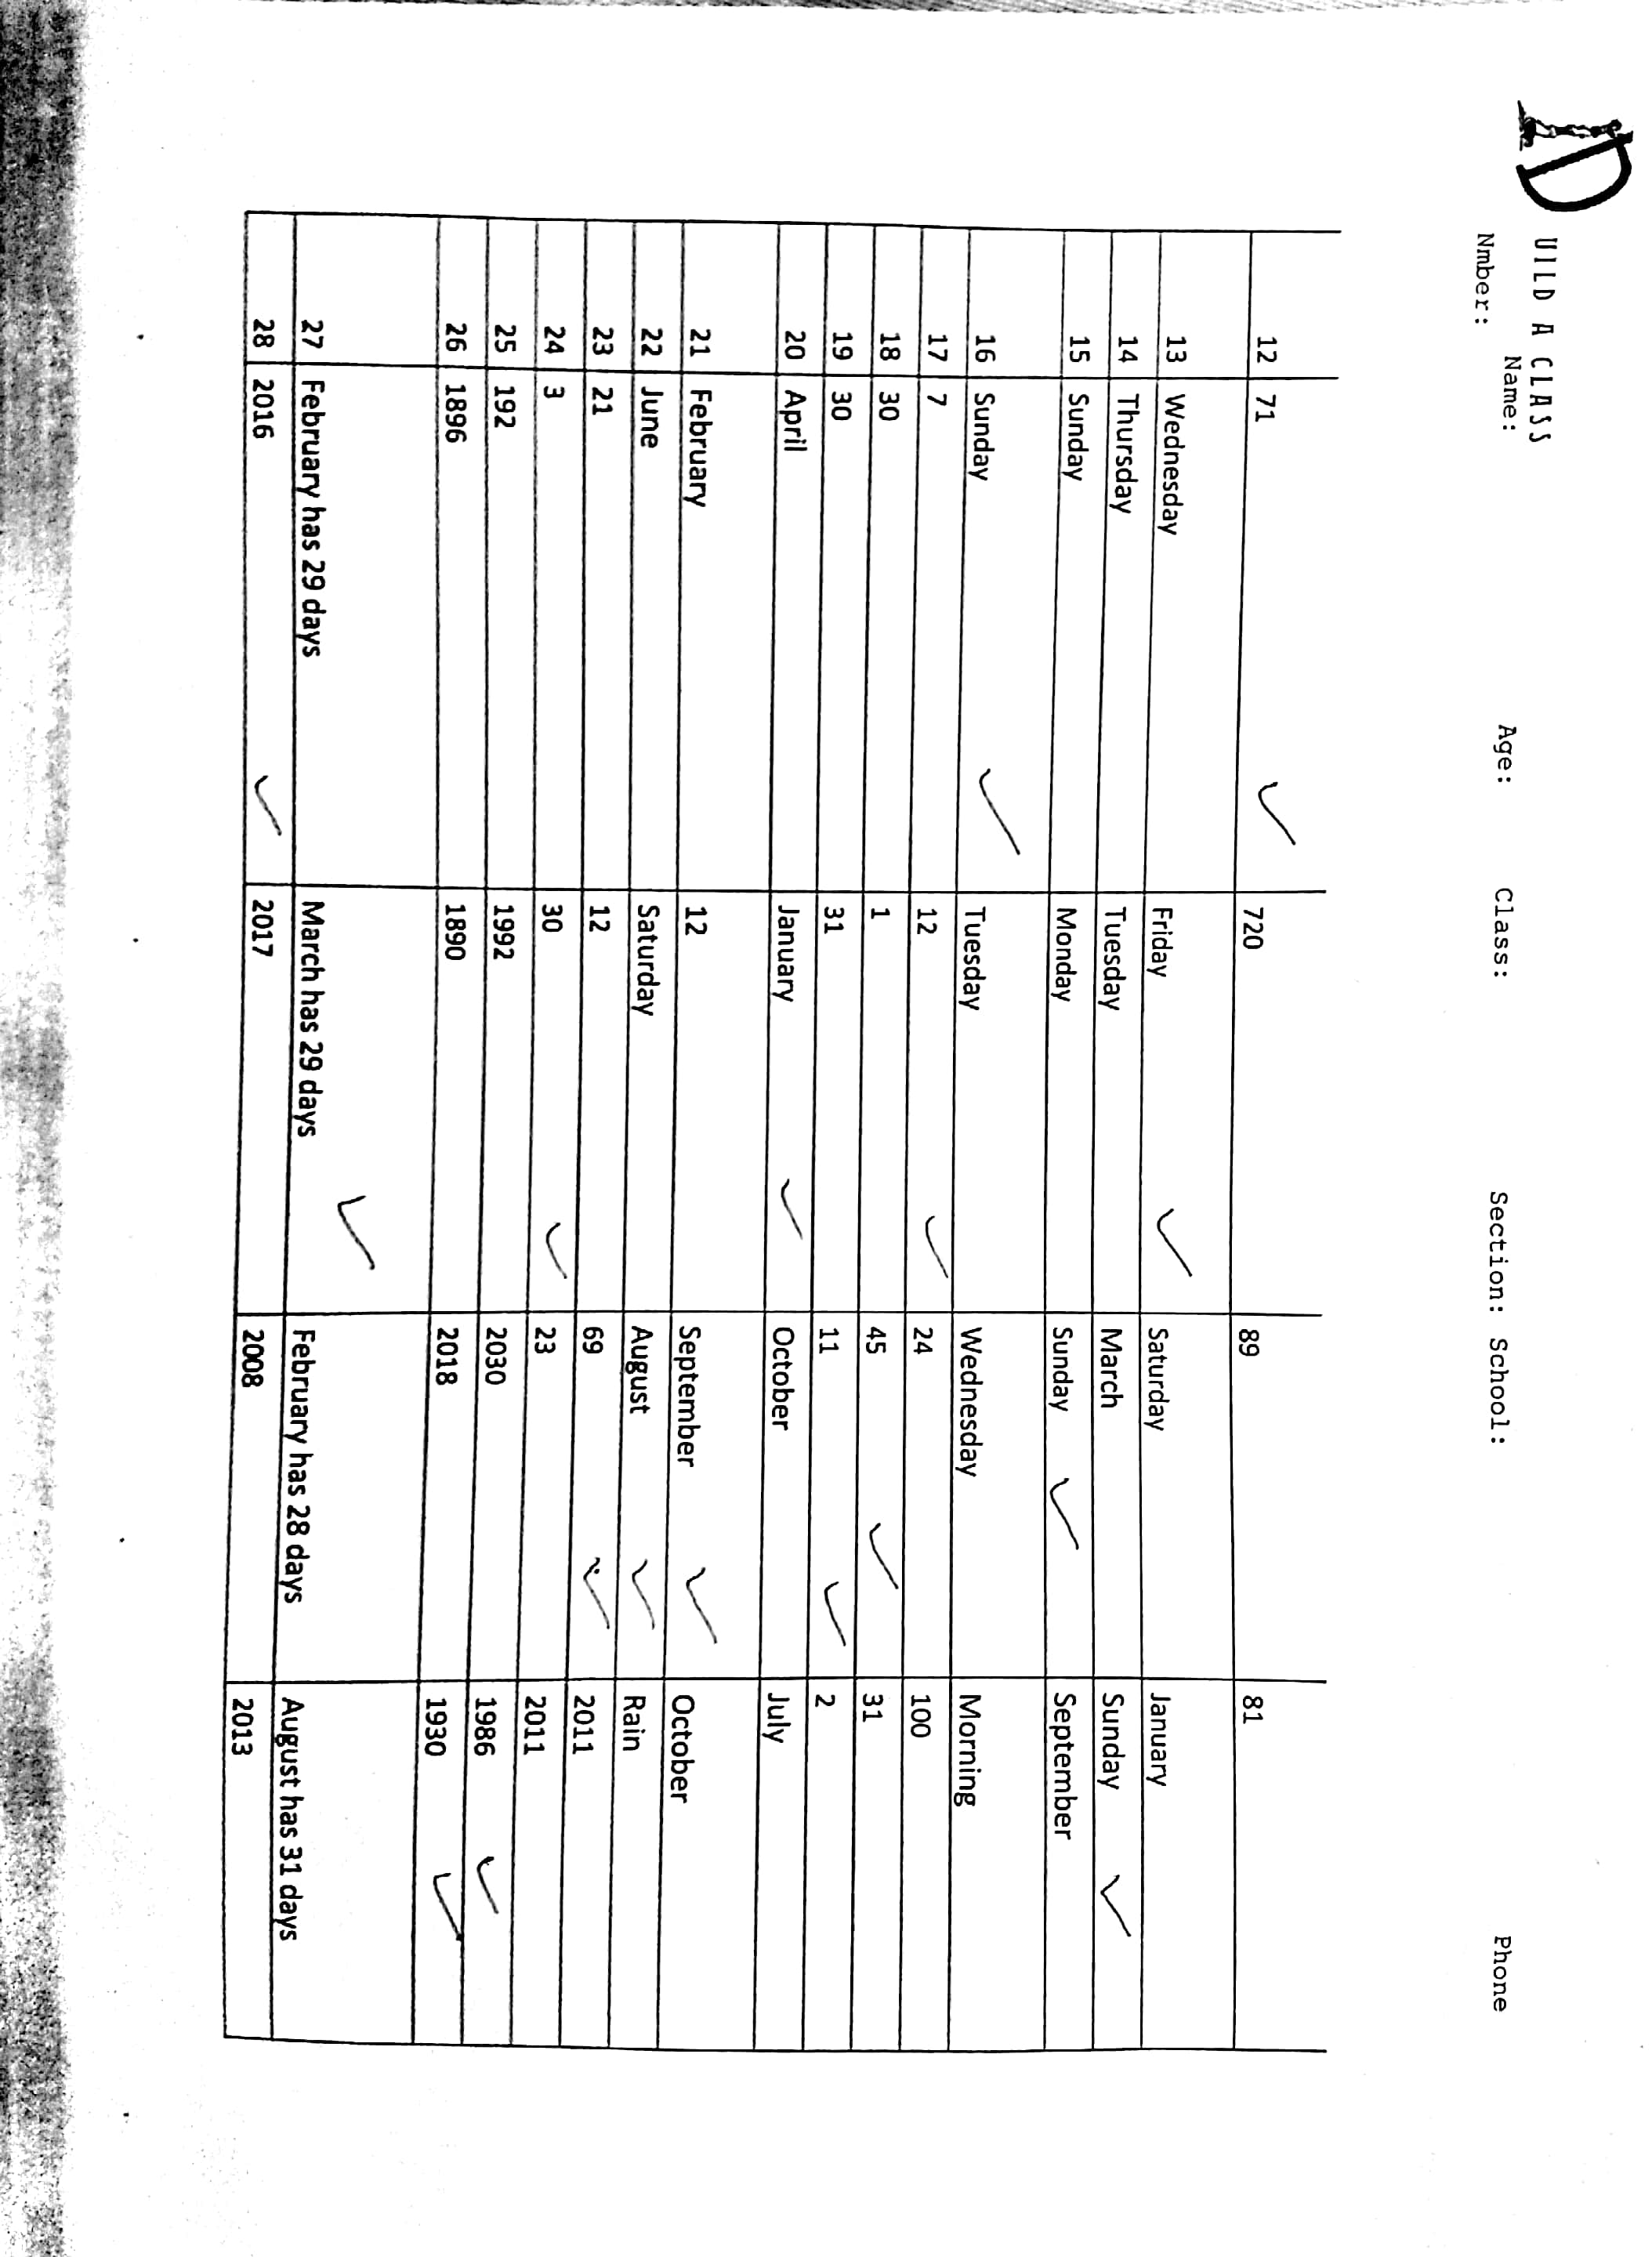 UILD A CLASS
Name: Age: Class: Section: School: Phone
Nmber:
12 71 ✓ 720 89 81
13 Wednesday Friday ✓ Saturday January
14 Thursday Tuesday March Sunday ✓
15 Sunday Monday Sunday ✓ September
16 Sunday ✓ Tuesday Wednesday Morning
17 7 12 ✓ 24 100
18 30 1 45 ✓ 31
19 30 31 11 ✓ 2
20 April January ✓ October July
21 February 12 September ✓ October
22 June Saturday August ✓ Rain
23 21 12 69 ✓ 2011
24 3 30 ✓ 23 2011
25 192 1992 2030 1986 ✓
26 1896 1890 2018 1930 ✓
27 February has 29 days March has 29 days ✓ February has 28 days August has 31 days
28 2016 ✓ 2017 2008 2013